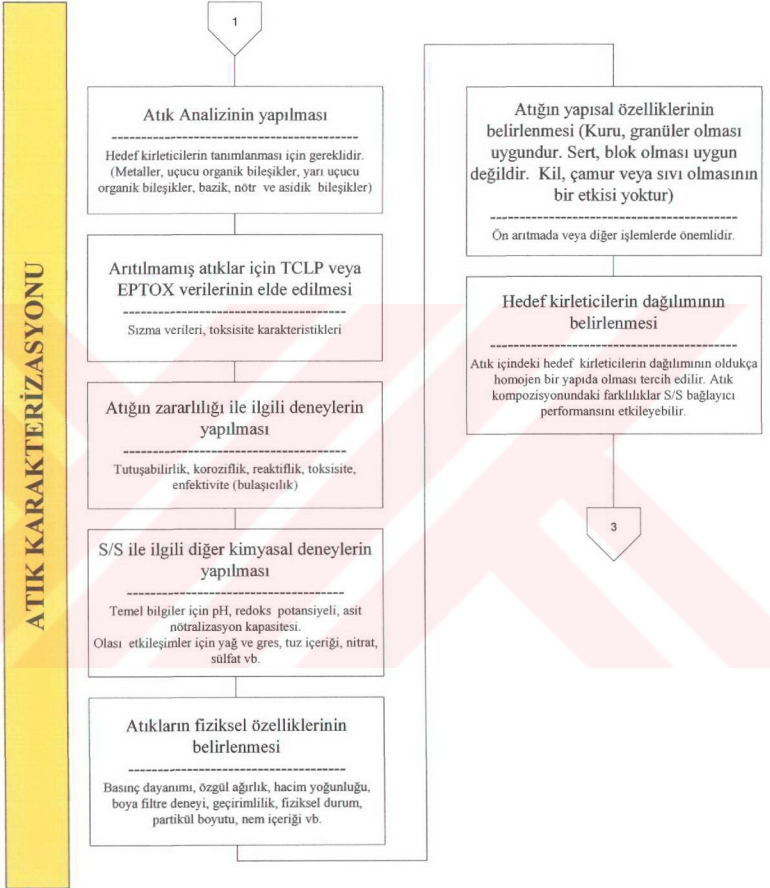 ATIK KARAKTERİZASYONU
1
Atık Analizinin yapılması
----------------------------------------
Hedef kirleticilerin tanımlanması için gereklidir.
(Metaller, uçucu organik bileşikler, yarı uçucu
organik bileşikler, bazik, nötr ve asidik bileşikler)
Arıtılmamış atıklar için TCLP veya
EPTOX verilerinin elde edilmesi
----------------------------------------
Sızma verileri, toksisite karakteristikleri
Atığın zararlılığı ile ilgili deneylerin
yapılması
----------------------------------------
Tutuşabilirlik, koroziflik, reaktiflik, toksisite,
enfektivite (bulaşıcılık)
S/S ile ilgili diğer kimyasal deneylerin
yapılması
----------------------------------------
Temel bilgiler için pH, redoks potansiyeli, asit
nötralizasyon kapasitesi.
Olası etkileşimler için yağ ve gres, tuz içeriği, nitrat,
sülfat vb.
Atıkların fiziksel özelliklerinin
belirlenmesi
----------------------------------------
Basınç dayanımı, özgül ağırlık, hacim yoğunluğu,
boya filtre deneyi, geçirimlilik, fiziksel durum,
partikül boyutu, nem içeriği vb.
Atığın yapısal özelliklerinin
belirlenmesi (Kuru, granüler olması
uygundur. Sert, blok olması uygun
değildir. Kil, çamur veya sıvı olmasının
bir etkisi yoktur)
----------------------------------------
Ön arıtmada veya diğer işlemlerde önemlidir.
Hedef kirleticilerin dağılımının
belirlenmesi
----------------------------------------
Atık içindeki hedef kirleticilerin dağılımının oldukça
homojen bir yapıda olması tercih edilir. Atık
kompozisyonundaki farklılıklar S/S bağlayıcı
performansını etkileyebilir.
3